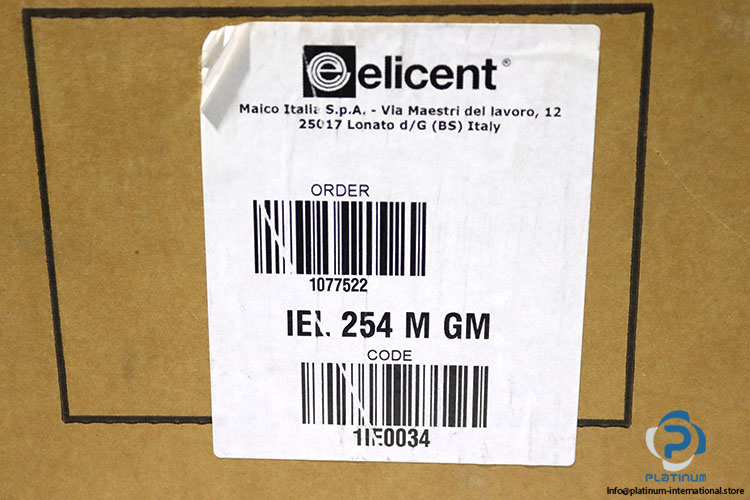 elicent®
Maico Italia S.p.A. - Via Maestri del lavoro, 12
25017 Lonato d/G (BS) Italy
ORDER
1077522
254 M GM
CODE
1IE0034
PLATINUM
Info@platinum-international.store